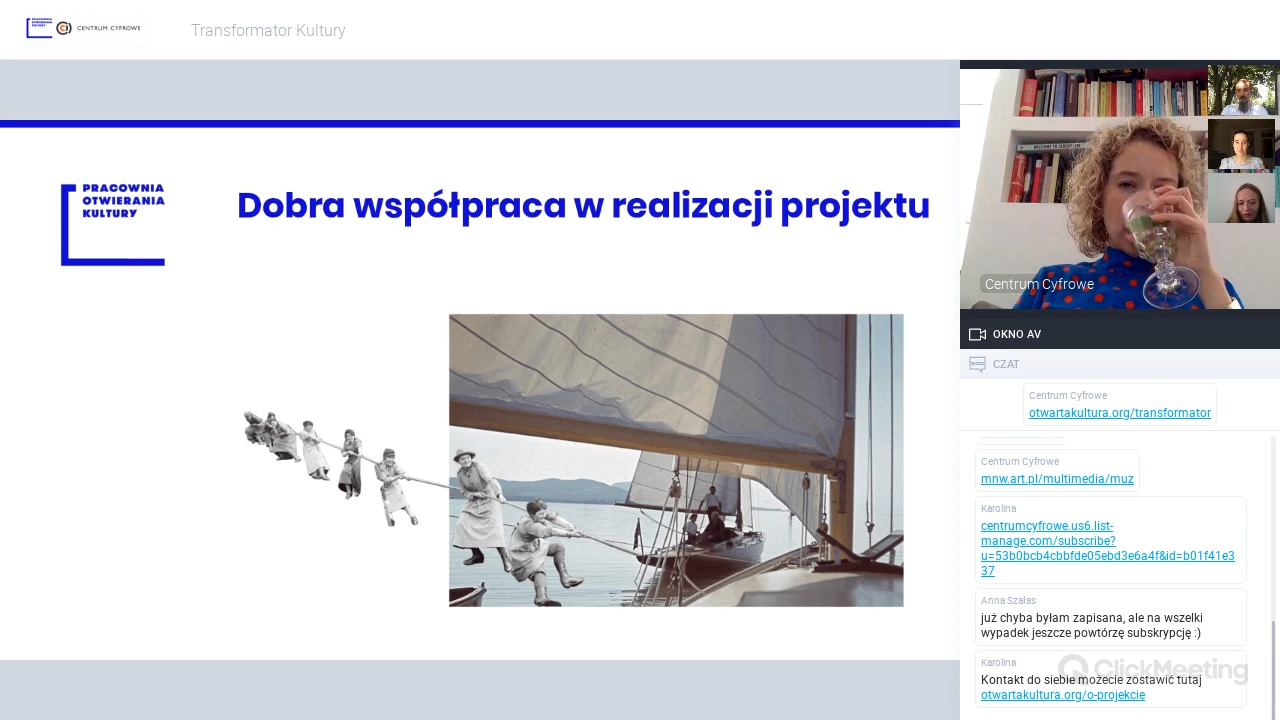 PRACOWNIA
OTWIERANIA
KULTURY
CENTRUM CYFROWE
Transformator Kultury
PRACOWNIA
OTWIERANIA
KULTURY
Dobra współpraca w realizacji projektu
Centrum Cyfrowe
OKNO AV
CZAT
Centrum Cyfrowe
otwartakultura.org/transformator
Centrum Cyfrowe
mnw.art.pl/multimedia/muz
Karolina
centrumcyfrowe.us6.list-
manage.com/subscribe?
u=53b0bcb4cbbfde05ebd3e6a4f&id=b01f41e3
37
Anna Szałas
już chyba byłam zapisana, ale na wszelki
wypadek jeszcze powtórzę subskrypcję :)
Karolina
Kontakt do siebie możecie zostawić tutaj
otwartakultura.org/o-projekcie
ClickMeeting